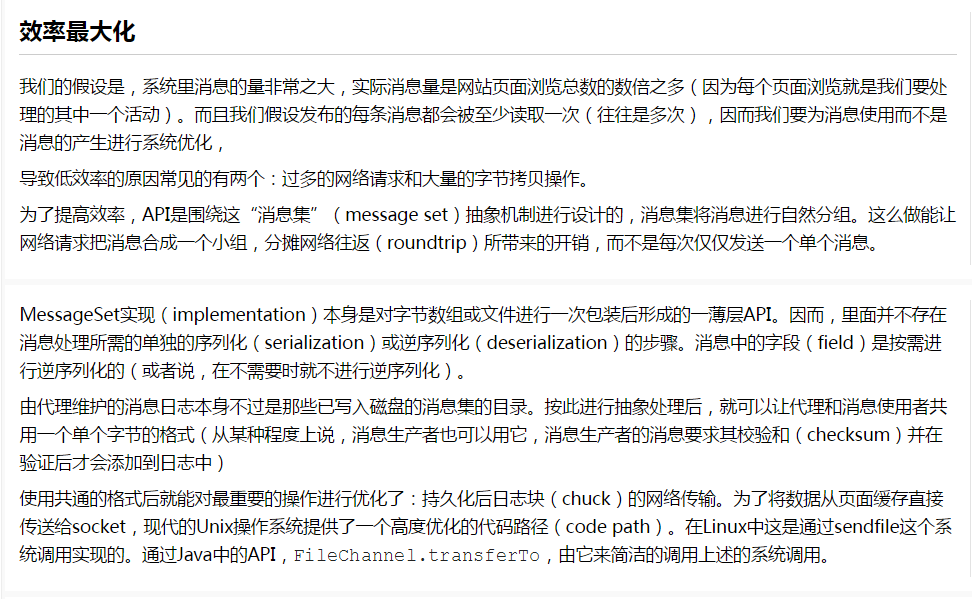 效率最大化
我们的假设是，系统里消息的量非常之大，实际消息量是网站页面浏览总数的数倍之多（因为每个页面浏览就是我们要处
理的其中一个活动）。而且我们假设发布的每条消息都会被至少读取一次（往往是多次），因而我们要为消息使用而不是
消息的产生进行系统优化，
导致低效率的原因常见的有两个：过多的网络请求和大量的字节拷贝操作。
为了提高效率，API是围绕这“消息集”（message set）抽象机制进行设计的，消息集将消息进行自然分组。这么做能让
网络请求把消息合成一个小组，分摊网络往返（roundtrip）所带来的开销，而不是每次仅仅发送一个单个消息。
MessageSet实现（implementation）本身是对字节数组或文件进行一次包装后形成的一薄层API。因而，里面并不存在
消息处理所需的单独的序列化（serialization）或逆序列化（deserialization）的步骤。消息中的字段（field）是按需进
行逆序列化的（或者说，在不需要时就不进行逆序列化）。
由代理维护的消息日志本身不过是那些已写入磁盘的消息集的目录。按此进行抽象处理后，就可以让代理和消息使用者共
用一个单个字节的格式（从某种程度上说，消息生产者也可以用它，消息生产者的消息要求其校验和（checksum）并在
验证后才会添加到日志中）
使用共通的格式后就能对最重要的操作进行优化了：持久化后日志块（chuck）的网络传输。为了将数据从页面缓存直接
传送给socket，现代的Unix操作系统提供了一个高度优化的代码路径（code path）。在Linux中这是通过sendfile这个系
统调用实现的。通过Java中的API，FileChannel.transferTo，由它来简洁的调用上述的系统调用。